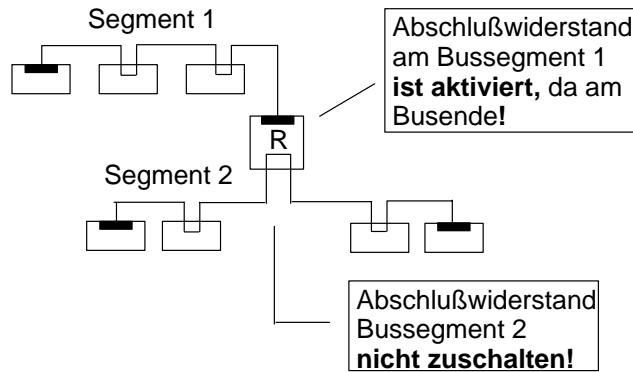 Segment 1
Abschlußwiderstand
am Bussegment 1
ist aktiviert, da am
Busende!
R
Segment 2
Abschlußwiderstand
Bussegment 2
nicht zuschalten!